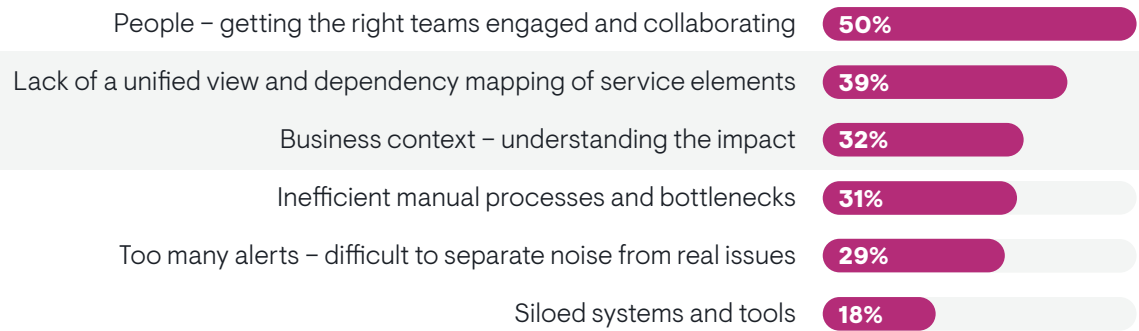 People – getting the right teams engaged and collaborating 50%
Lack of a unified view and dependency mapping of service elements 39%
Business context – understanding the impact 32%
Inefficient manual processes and bottlenecks 31%
Too many alerts – difficult to separate noise from real issues 29%
Siloed systems and tools 18%